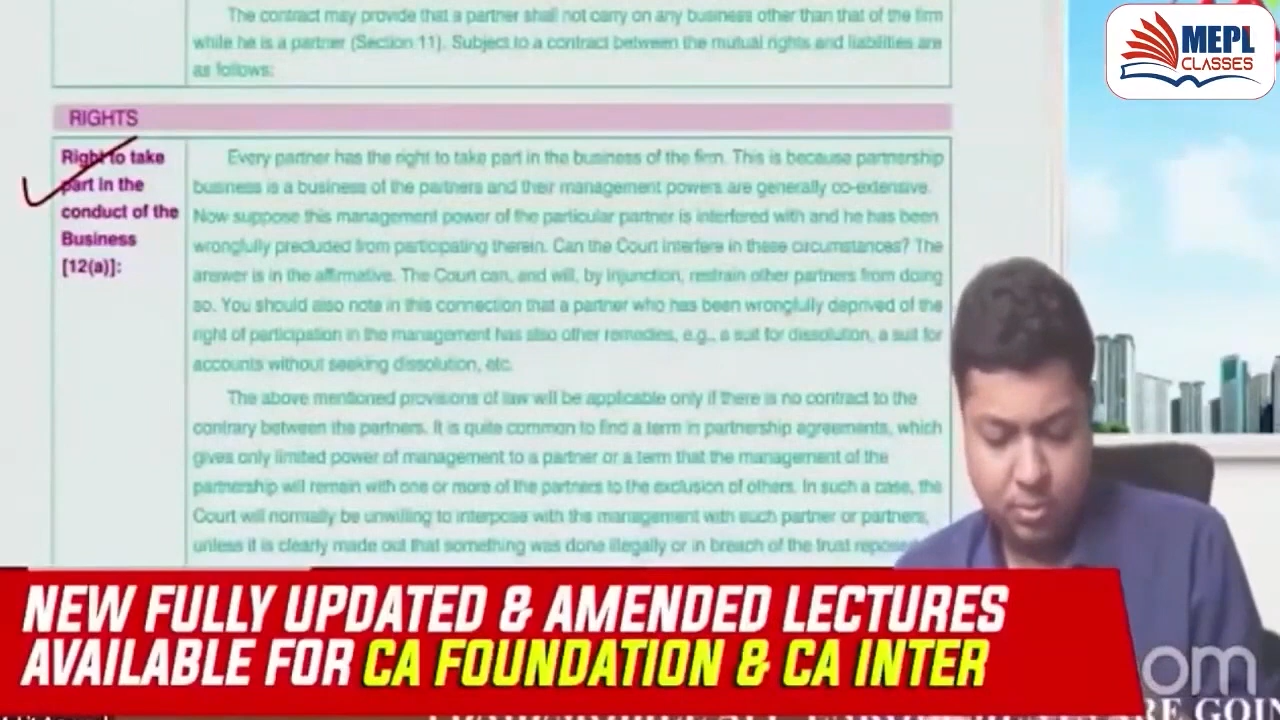 The contract may provide that a partner shall not carry on any business other than that of the firm
while he is a partner (Section 11). Subject to a contract between the mutual rights and liabilities are
as follows:
MEPL
CLASSES
RIGHTS
Right to take
part in the
conduct of the
Business
[12(a)]:
Every partner has the right to take part in the business of the firm. This is because partnership
business is a business of the partners and their management powers are generally co-extensive.
Now suppose this management power of the particular partner is interfered with and he has been
wrongfully precluded from participating therein. Can the Court interfere in these circumstances? The
answer is in the affirmative. The Court can, and will, by injunction, restrain other partners from doing
so. You should also note in this connection that a partner who has been wrongfully deprived of the
right of participation in the management has also other remedies, e.g., a suit for dissolution, a suit for
accounts without seeking dissolution, etc.
The above mentioned provisions of law will be applicable only if there is no contract to the
contrary between the partners. It is quite common to find a term in partnership agreements, which
gives only limited power of management to a partner or a term that the management of the
partnership will remain with one or more of the partners to the exclusion of others. In such a case, the
Court will normally be unwilling to interpose with the management with such partner or partners,
unless it is clearly made out that something was done illegally or in breach of the trust
NEW FULLY UPDATED & AMENDED LECTURES
AVAILABLE FOR CA FOUNDATION & CA INTER
om
RE GOIN